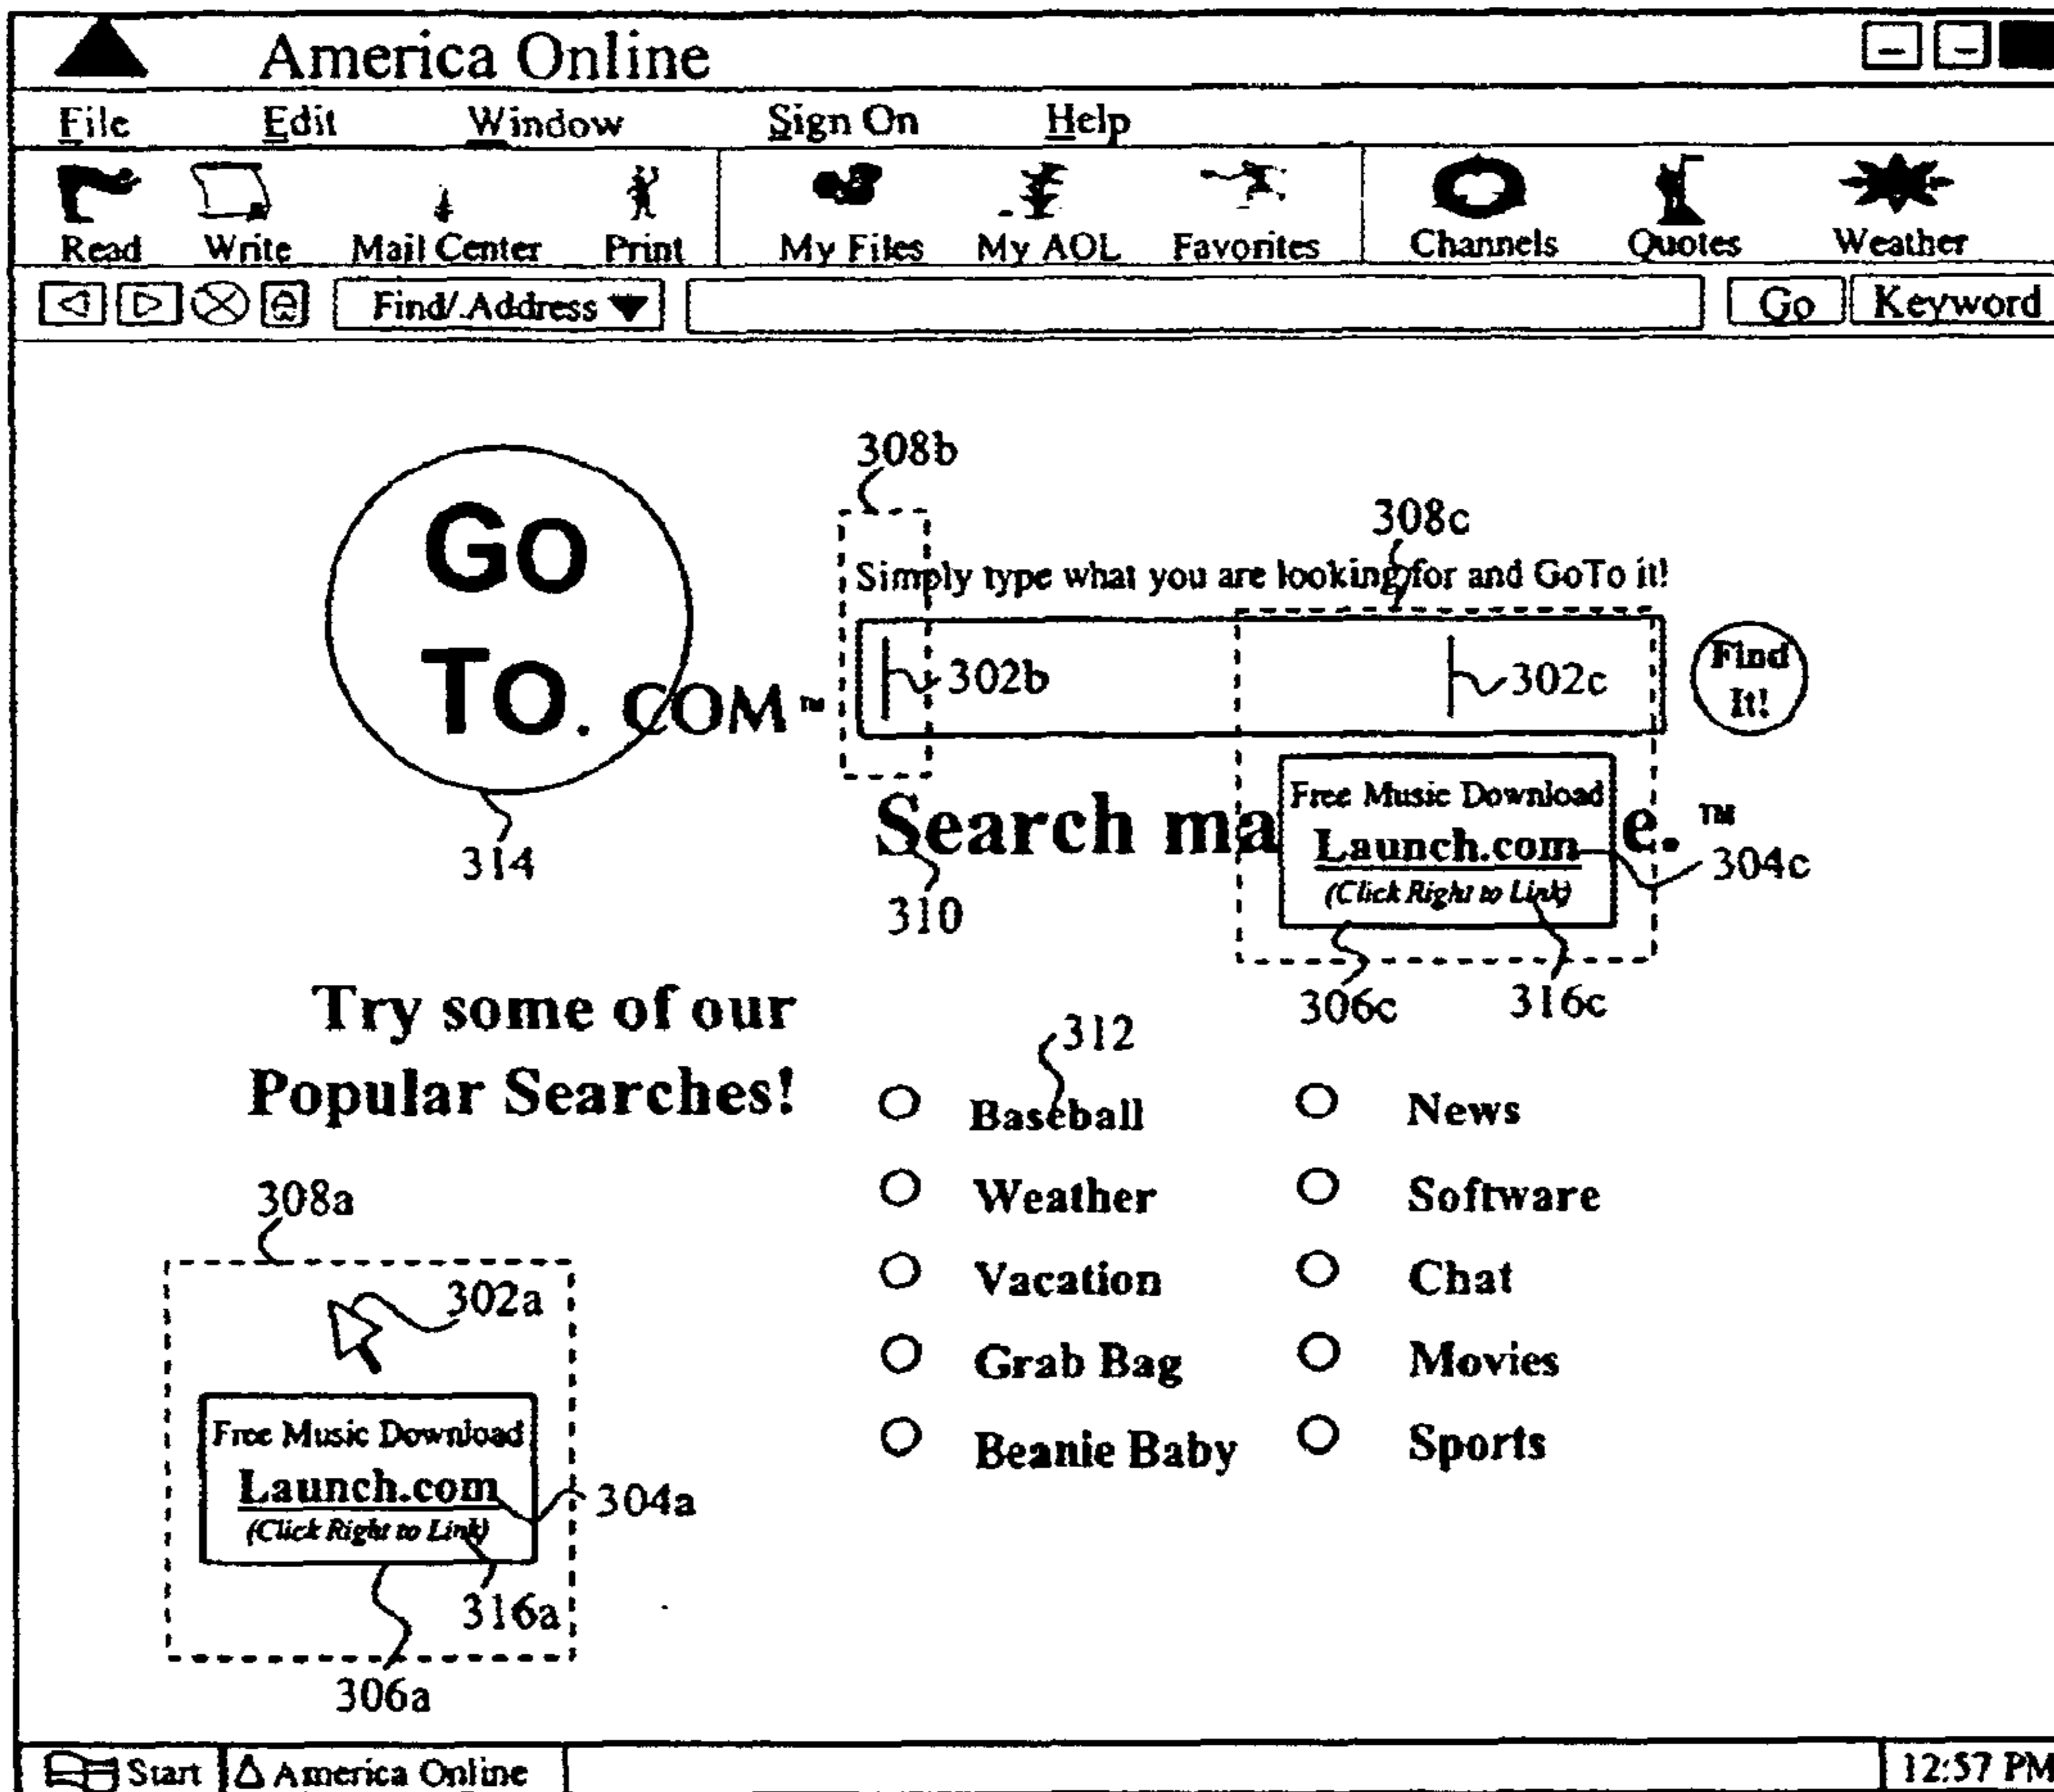 America Online
File Edit Window Sign On Help
Read Write Mail Center Print My Files My AOL Favorites Channels Quotes Weather
Find/Address Go Keyword
308b
308c
GO
TO. COM™
Simply type what you are looking for and GoTo it!
302b 302c
Find
It!
Search ma e.™
Free Music Download
Launch.com
(Click Right to Link)
304c
314
310
306c 316c
Try some of our
Popular Searches!
312
Baseball News
Weather Software
Vacation Chat
Grab Bag Movies
Beanie Baby Sports
308a
302a
Free Music Download
Launch.com
(Click Right to Link)
304a
316a
306a
Start America Online 12:57 PM